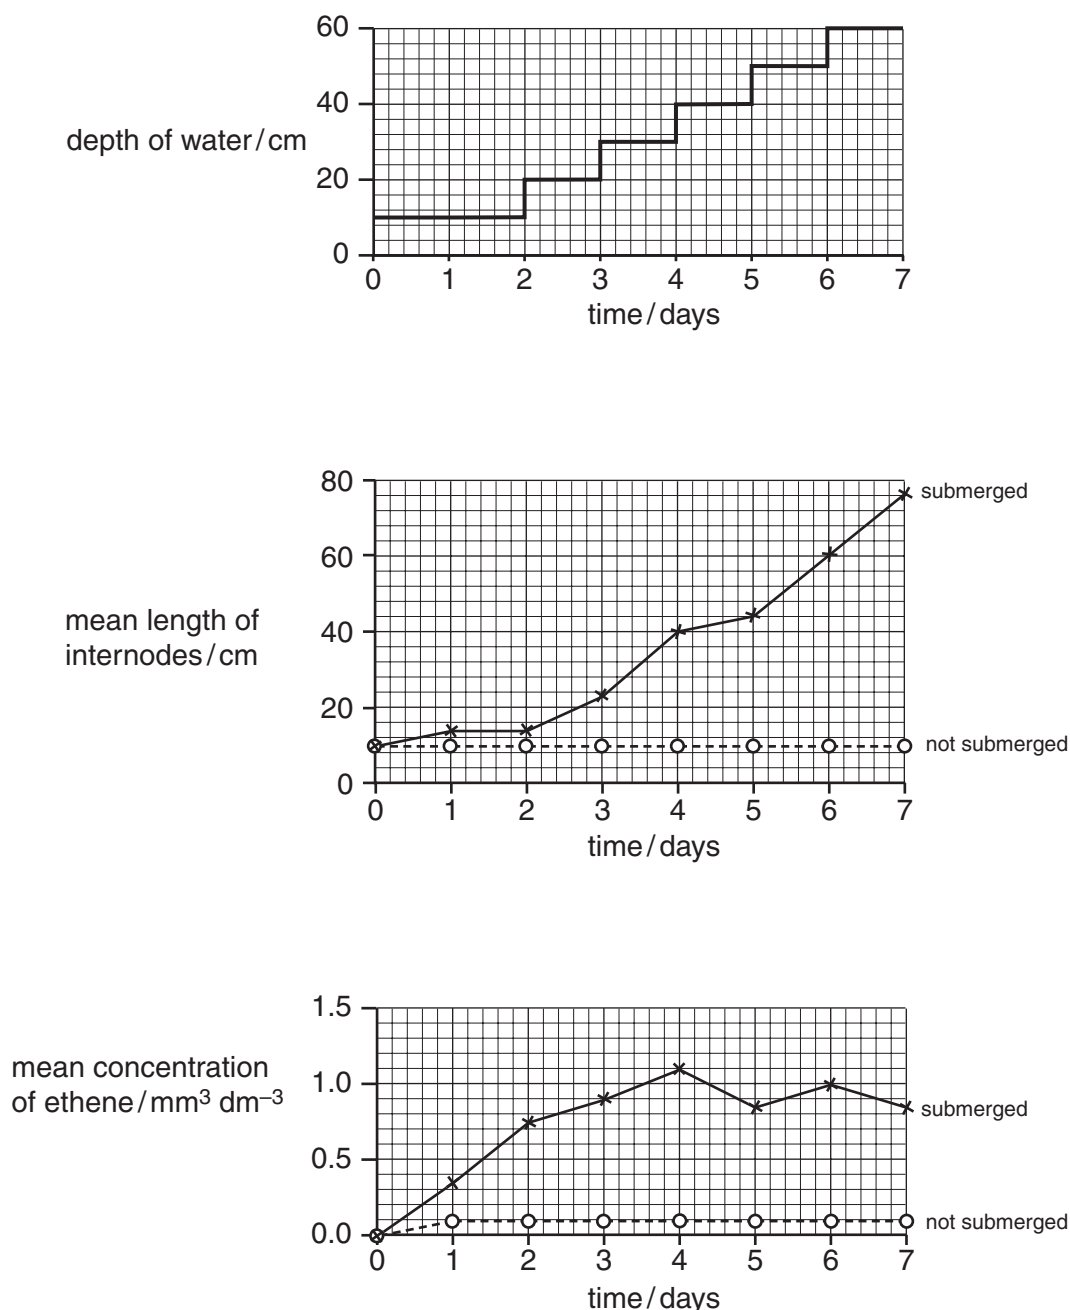 60
40
depth of water / cm
20
0
0 1 2 3 4 5 6 7
time / days
80
submerged
60
mean length of
internodes / cm
40
20
not submerged
0
0 1 2 3 4 5 6 7
time / days
1.5
mean concentration
of ethene / mm³ dm⁻³
1.0
submerged
0.5
not submerged
0.0
0 1 2 3 4 5 6 7
time / days